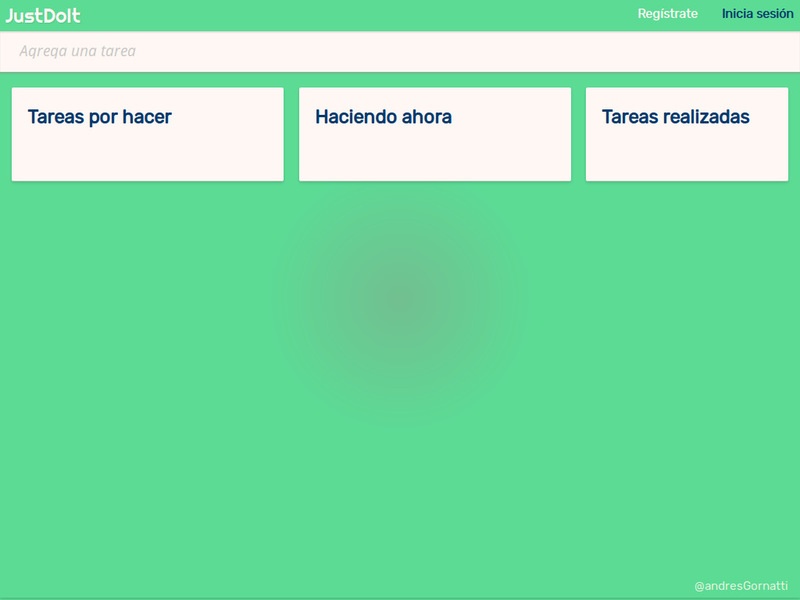 JustDoIt
Regístrate
Inicia sesión
Agrega una tarea
Tareas por hacer
Haciendo ahora
Tareas realizadas
@andresGornatti